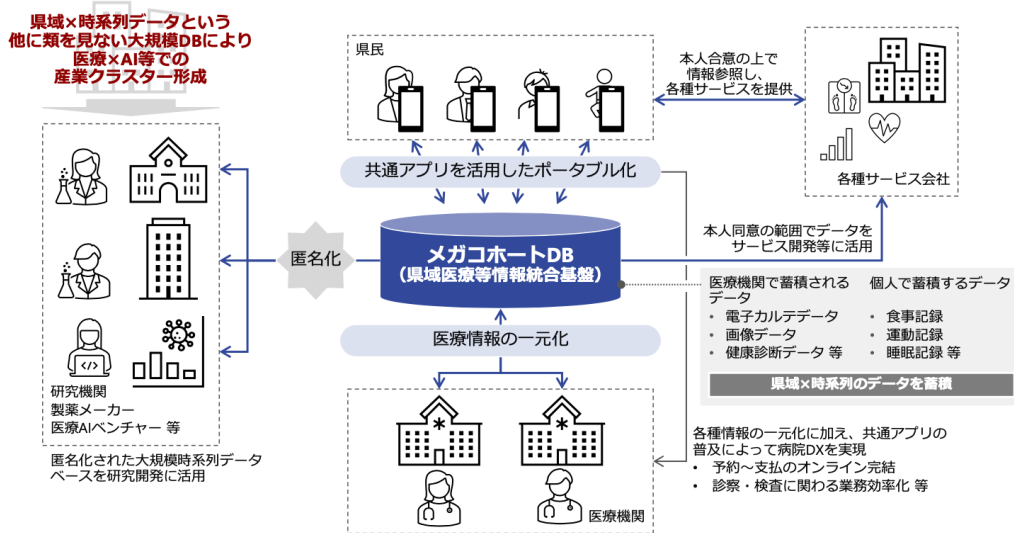 県域×時系列データという
他に類を見ない大規模DBにより
医療×AI等での
産業クラスター形成
研究機関
製薬メーカー
医療AIベンチャー 等
匿名化された大規模時系列データ
ベースを研究開発に活用
匿名化
県民
共通アプリを活用したポータブル化
メガコホートDB
（県域医療等情報統合基盤）
医療情報の一元化
医療機関
本人合意の上で
情報参照し、
各種サービスを提供
各種サービス会社
本人同意の範囲でデータを
サービス開発等に活用
医療機関で蓄積される
データ
• 電子カルテデータ
• 画像データ
• 健康診断データ 等
個人で蓄積するデータ
• 食事記録
• 運動記録
• 睡眠記録 等
県域×時系列のデータを蓄積
各種情報の一元化に加え、共通アプリの
普及によって病院DXを実現
• 予約～支払のオンライン完結
• 診察・検査に関わる業務効率化 等